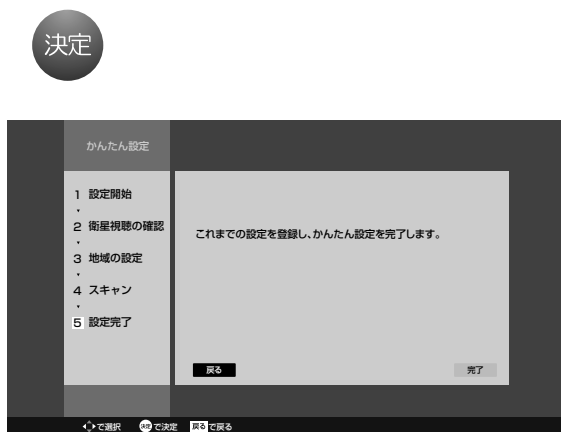 決定
かんたん設定
1 設定開始
2 衛星視聴の確認
3 地域の設定
4 スキャン
5 設定完了
これまでの設定を登録し、かんたん設定を完了します。
戻る
完了
で選択 決定 で決定 戻る で戻る